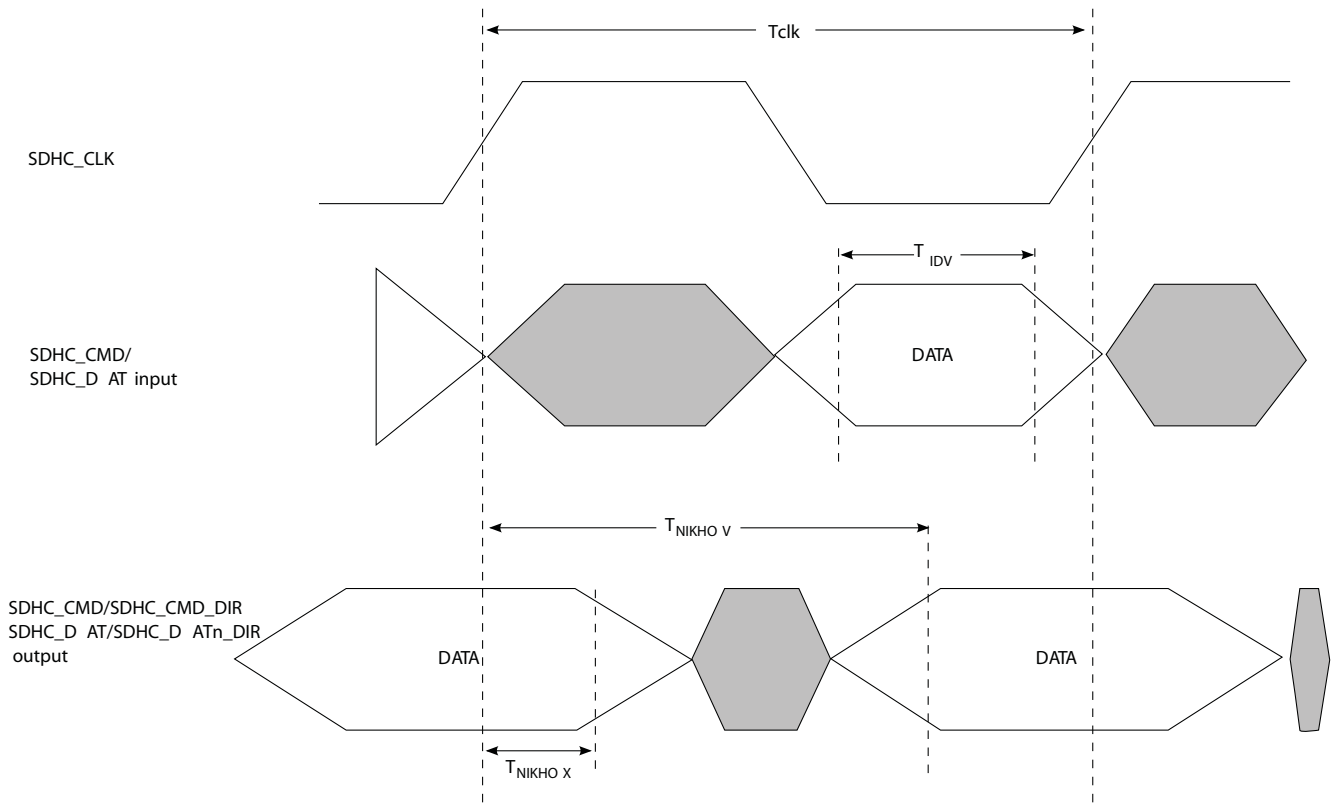 Tclk
SDHC_CLK
T IDV
SDHC_CMD/
SDHC_D AT input
DATA
T NIKHO V
SDHC_CMD/SDHC_CMD_DIR
SDHC_D AT/SDHC_D ATn_DIR
output
DATA
DATA
T NIKHO X